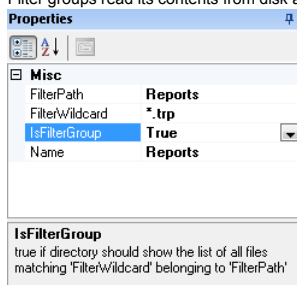 Filter groups read its contents from disk a
Properties
Misc
FilterPath Reports
FilterWildcard *.trp
IsFilterGroup True
Name Reports
IsFilterGroup
true if directory should show the list of all files
matching 'FilterWildcard' belonging to 'FilterPath'